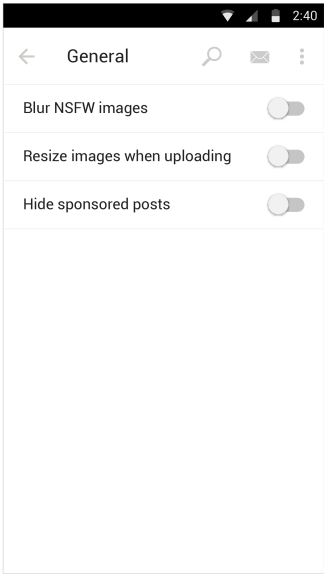 2:40
General
Blur NSFW images
Resize images when uploading
Hide sponsored posts